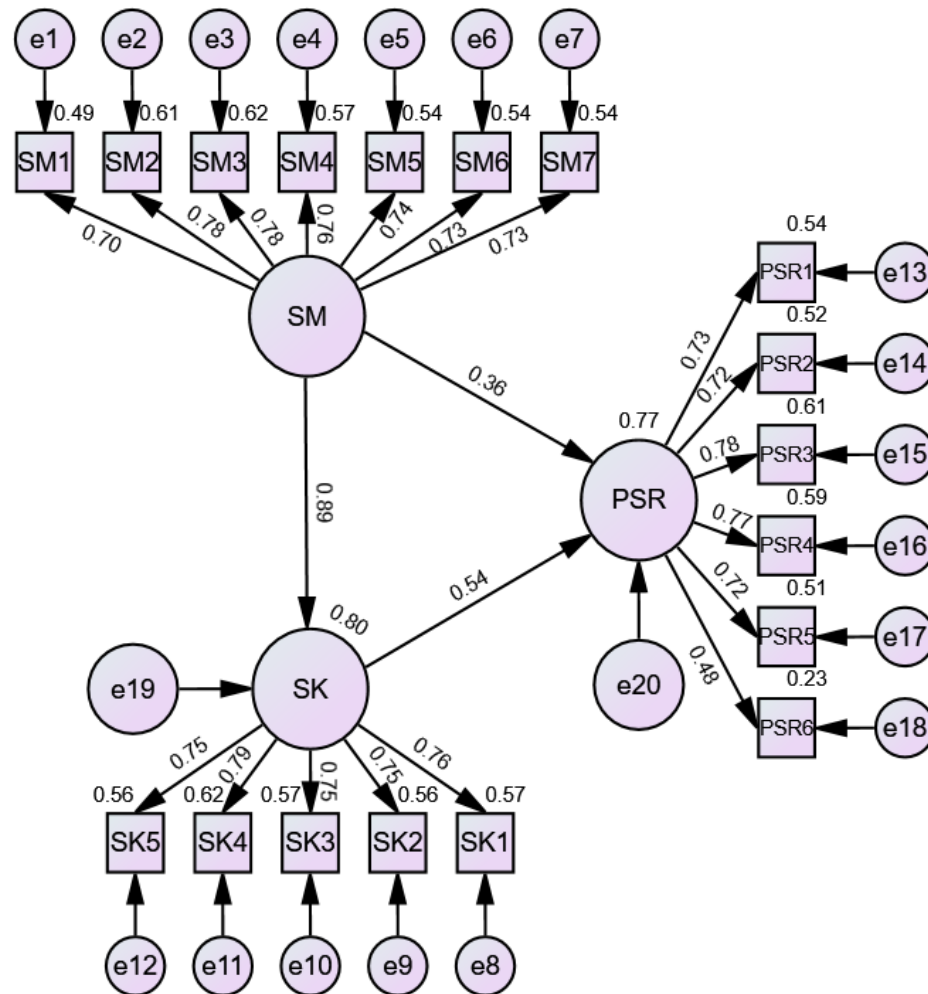 e1 e2 e3 e4 e5 e6 e7
0.49 0.61 0.62 0.57 0.54 0.54 0.54
SM1 SM2 SM3 SM4 SM5 SM6 SM7
0.70 0.78 0.78 0.76 0.74 0.73 0.73
SM
0.54
PSR1 e13
0.52
0.73
PSR2 e14
0.72
0.36
0.61
0.77
0.78 PSR3 e15
0.59
PSR
0.77
PSR4 e16
0.89
0.51
0.72
PSR5 e17
0.54
0.48
0.23
PSR6 e18
0.80
e19 SK e20
0.75 0.79 0.75 0.75 0.76
0.56 0.62 0.57 0.56 0.57
SK5 SK4 SK3 SK2 SK1
e12 e11 e10 e9 e8